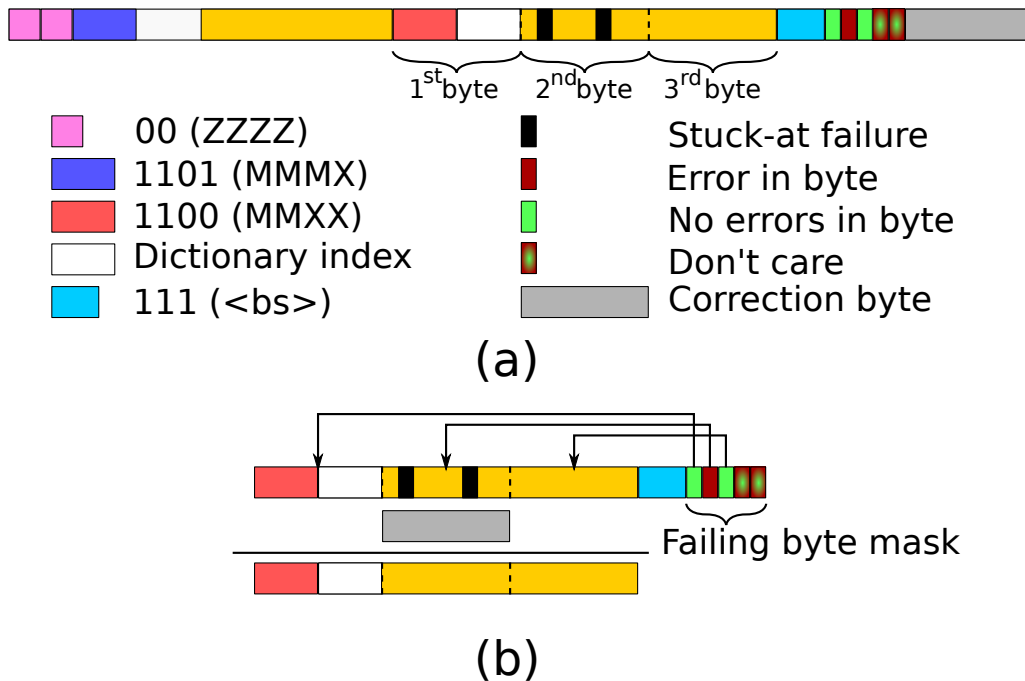 1st byte 2nd byte 3rd byte
00 (ZZZZ)
1101 (MMMX)
1100 (MMXX)
Dictionary index
111 (<bs>)
Stuck-at failure
Error in byte
No errors in byte
Don't care
Correction byte
(a)
Failing byte mask
(b)